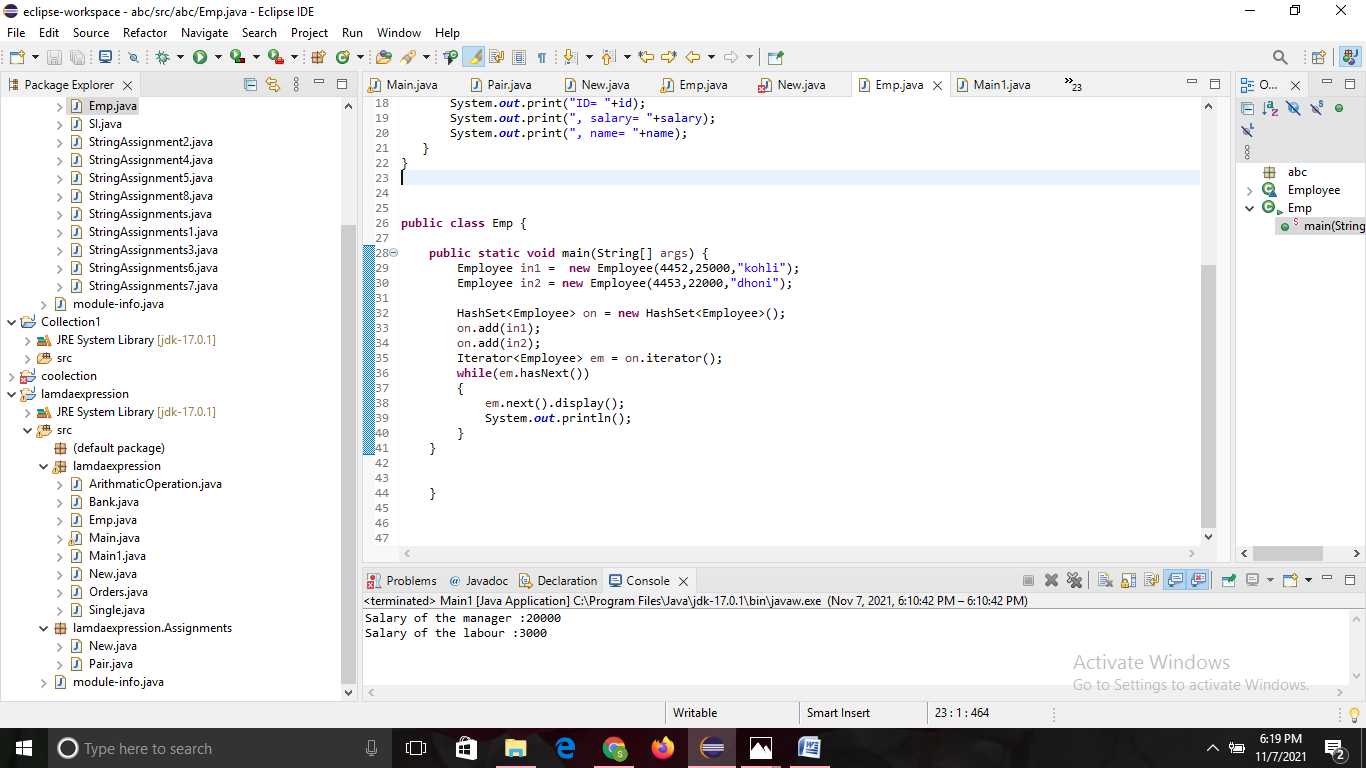 eclipse-workspace - abc/src/abc/Emp.java - Eclipse IDE
File Edit Source Refactor Navigate Search Project Run Window Help
Package Explorer
Emp.java
SI.java
StringAssignment2.java
StringAssignment4.java
StringAssignment5.java
StringAssignment8.java
StringAssignments.java
StringAssignments1.java
StringAssignments3.java
StringAssignments6.java
StringAssignments7.java
module-info.java
Collection1
JRE System Library [jdk-17.0.1]
src
coolection
lamdaexpression
JRE System Library [jdk-17.0.1]
src
(default package)
lamdaexpression
ArithmaticOperation.java
Bank.java
Emp.java
Main.java
Main1.java
New.java
Orders.java
Single.java
lamdaexpression.Assignments
New.java
Pair.java
module-info.java
Main.java Pair.java New.java Emp.java New.java Emp.java Main1.java »23
18 System.out.print("ID= "+id);
19 System.out.print(", salary= "+salary);
20 System.out.print(", name= "+name);
21 }
22 }
23
24
25
26 public class Emp {
27
28 public static void main(String[] args) {
29 Employee in1 =  new Employee(4452,25000,"kohli");
30 Employee in2 = new Employee(4453,22000,"dhoni");
31
32 HashSet<Employee> on = new HashSet<Employee>();
33 on.add(in1);
34 on.add(in2);
35 Iterator<Employee> em = on.iterator();
36 while(em.hasNext())
37 {
38 em.next().display();
39 System.out.println();
40 }
41 }
42
43
44 }
45
46
47
O...
abc
Employee
Emp
main(String
Problems @ Javadoc Declaration Console
<terminated> Main1 [Java Application] C:\Program Files\Java\jdk-17.0.1\bin\javaw.exe (Nov 7, 2021, 6:10:42 PM – 6:10:42 PM)
Salary of the manager :20000
Salary of the labour :3000
Activate Windows
Go to Settings to activate Windows.
Writable Smart Insert 23 : 1 : 464
Type here to search
6:19 PM
11/7/2021
2